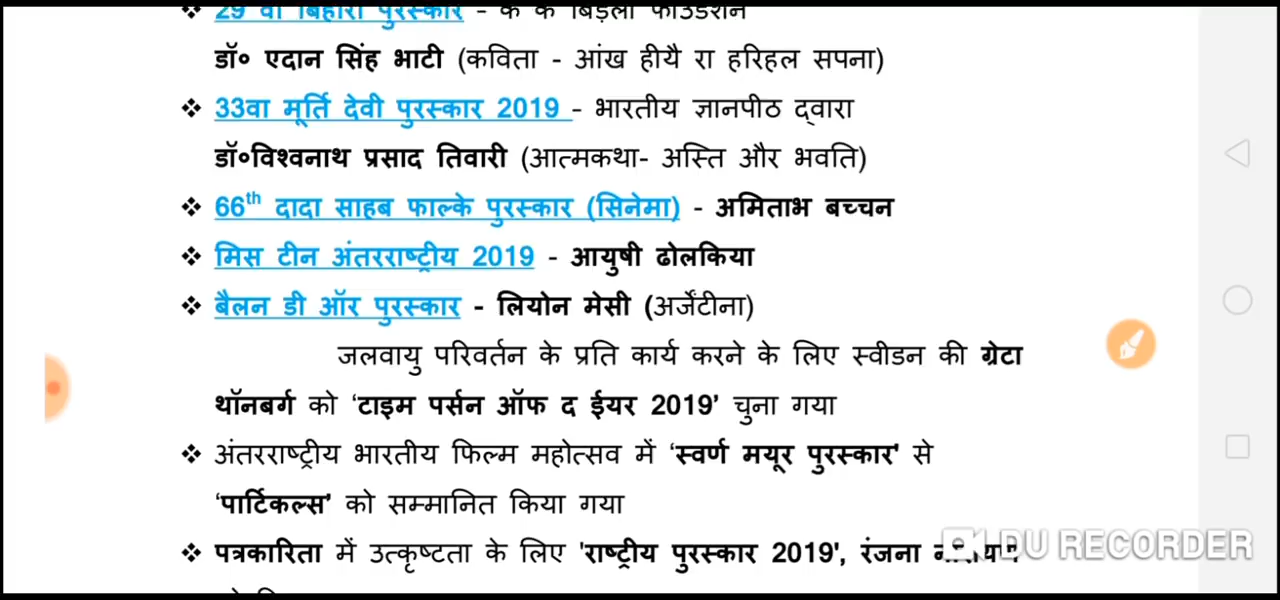 ❖ 29 वां बिहारी पुरस्कार - के के बिड़ला फाउंडेशन
डॉ॰ एदान सिंह भाटी (कविता - आंख हीयै रा हरिहल सपना)
❖ 33वा मूर्ति देवी पुरस्कार 2019 - भारतीय ज्ञानपीठ द्वारा
डॉ॰विश्वनाथ प्रसाद तिवारी (आत्मकथा- अस्ति और भवति)
❖ 66th दादा साहब फाल्के पुरस्कार (सिनेमा) - अमिताभ बच्चन
❖ मिस टीन अंतरराष्ट्रीय 2019 - आयुषी ढोलकिया
❖ बैलन डी ऑर पुरस्कार - लियोन मेसी (अर्जेंटीना)
जलवायु परिवर्तन के प्रति कार्य करने के लिए स्वीडन की ग्रेटा
थॉनबर्ग को ‘टाइम पर्सन ऑफ द ईयर 2019’ चुना गया
❖ अंतरराष्ट्रीय भारतीय फिल्म महोत्सव में ‘स्वर्ण मयूर पुरस्कार' से
‘पार्टिकल्स’ को सम्मानित किया गया
❖ पत्रकारिता में उत्कृष्टता के लिए 'राष्ट्रीय पुरस्कार 2019', रंजना
DU RECORDER